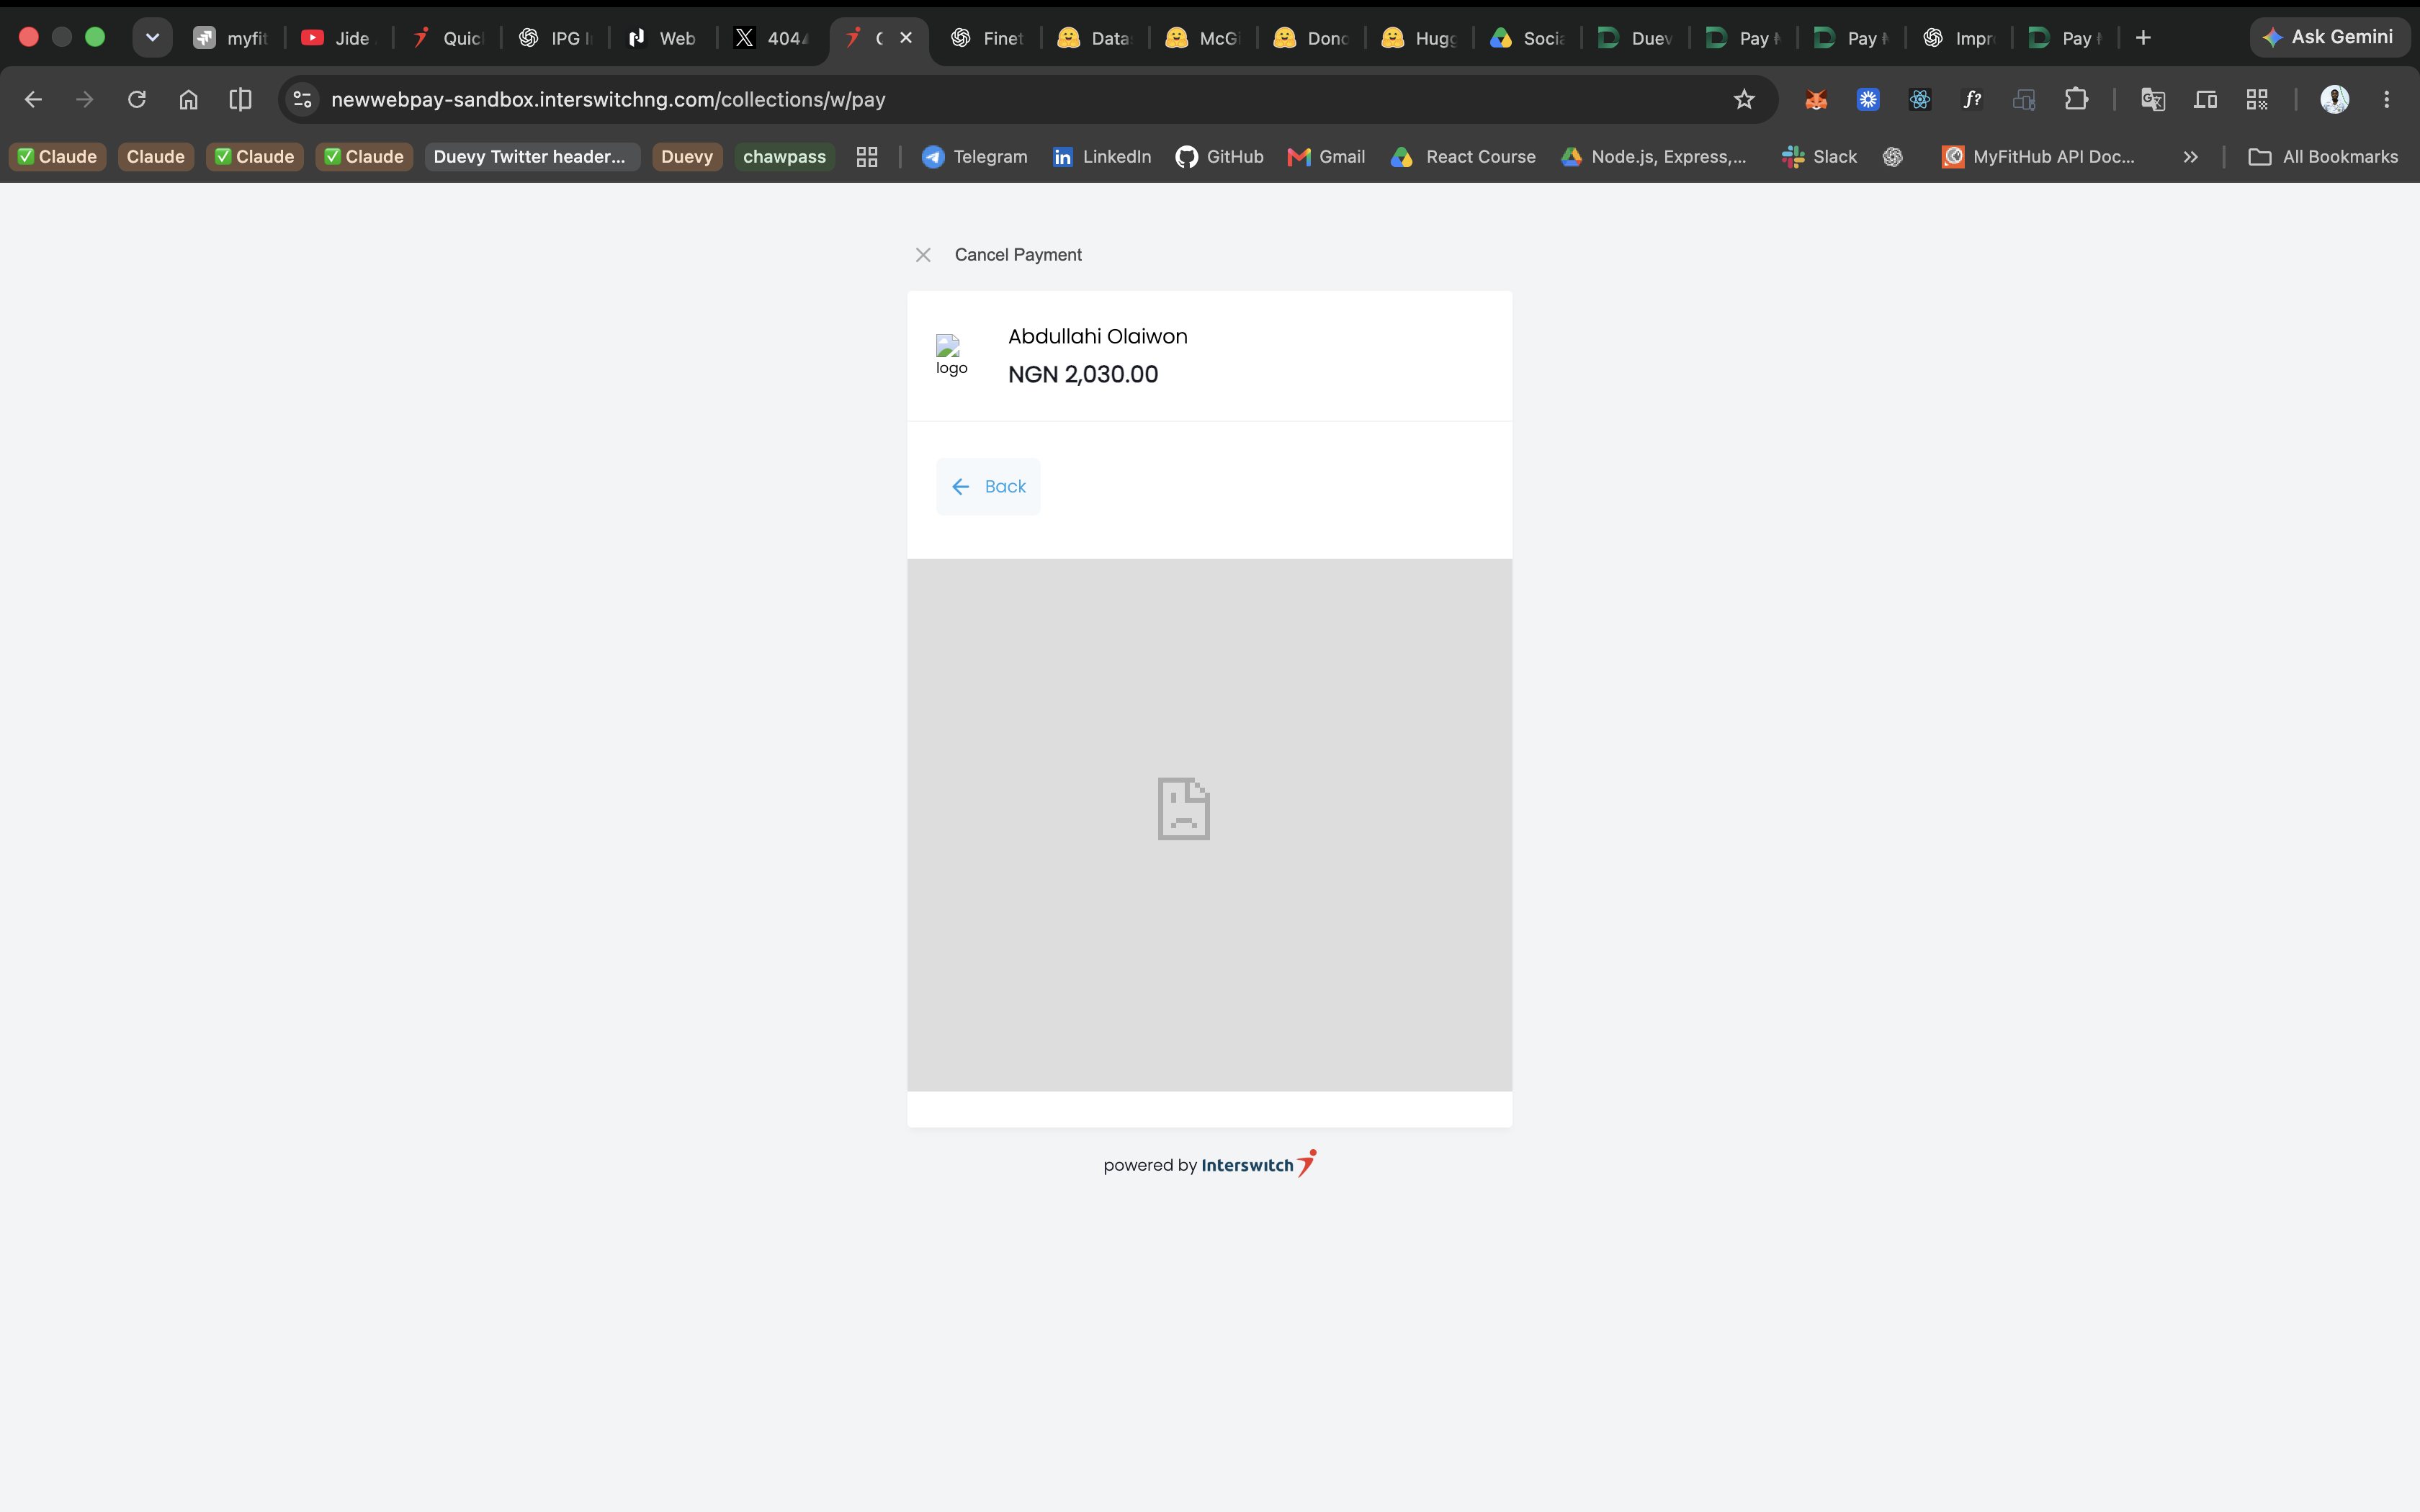 myfit
Jide
Quic
IPG I
Web
404
Finet
Data
McG
Dono
Hugg
Socia
Duev
Pay
Pay
Impr
Pay
Ask Gemini
newwebpay-sandbox.interswitchng.com/collections/w/pay
✅ Claude
Claude
✅ Claude
✅ Claude
Duevy Twitter header...
Duevy
chawpass
Telegram
LinkedIn
GitHub
Gmail
React Course
Node.js, Express,...
Slack
MyFitHub API Doc...
All Bookmarks
Cancel Payment
logo
Abdullahi Olaiwon
NGN 2,030.00
Back
powered by Interswitch